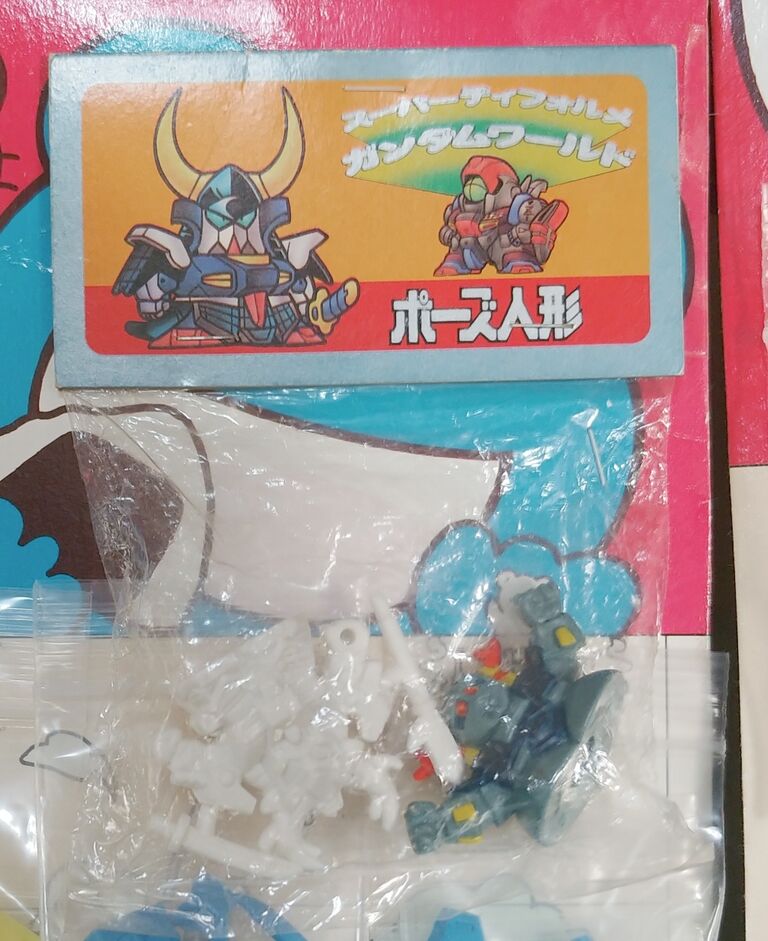 スーパーディフォルメ
ガンダムワールド
ポーズ人形